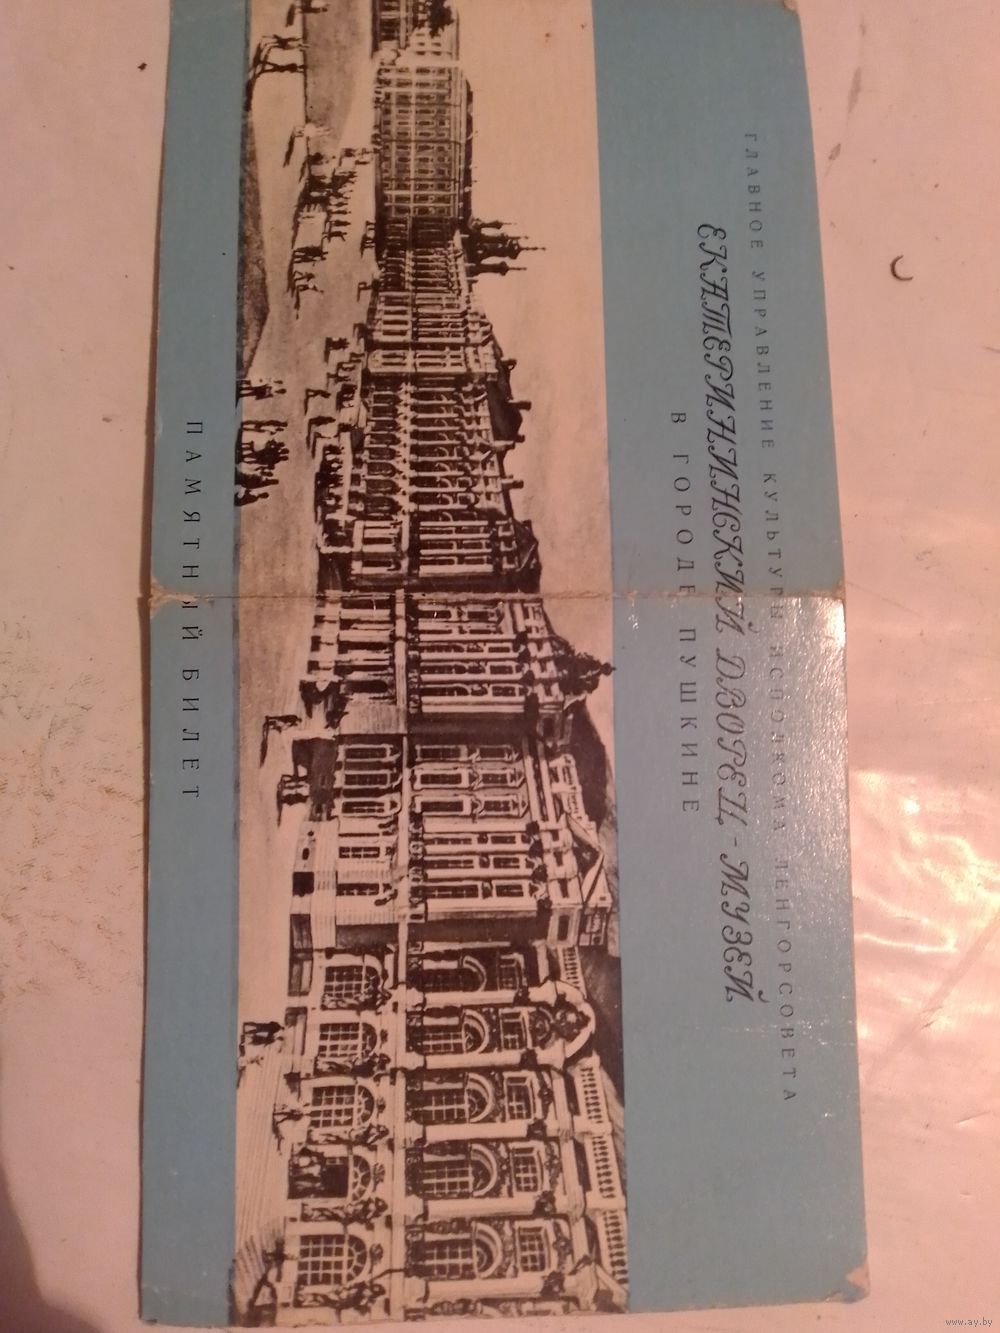 ГЛАВНОЕ УПРАВЛЕНИЕ КУЛЬТУРЫ ИСПОЛКОМА ЛЕНГОРСОВЕТА
ЕКАТЕРИНИНСКИЙ ДВОРЕЦ-МУЗЕЙ
В ГОРОДЕ ПУШКИНЕ
ПАМЯТНЫЙ БИЛЕТ
www.ay.by